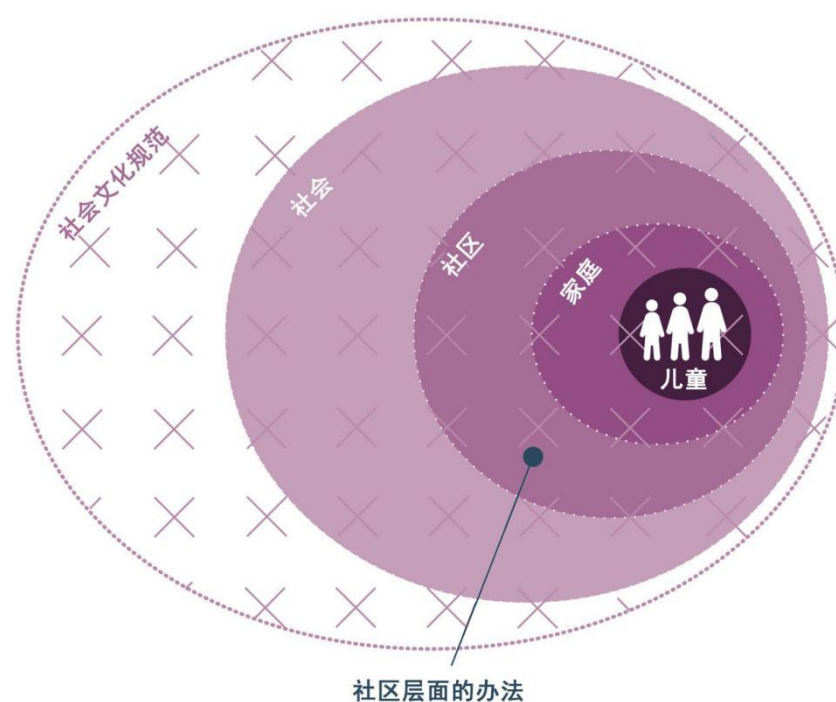 社会文化规范
社会
社区
家庭
儿童
社区层面的办法